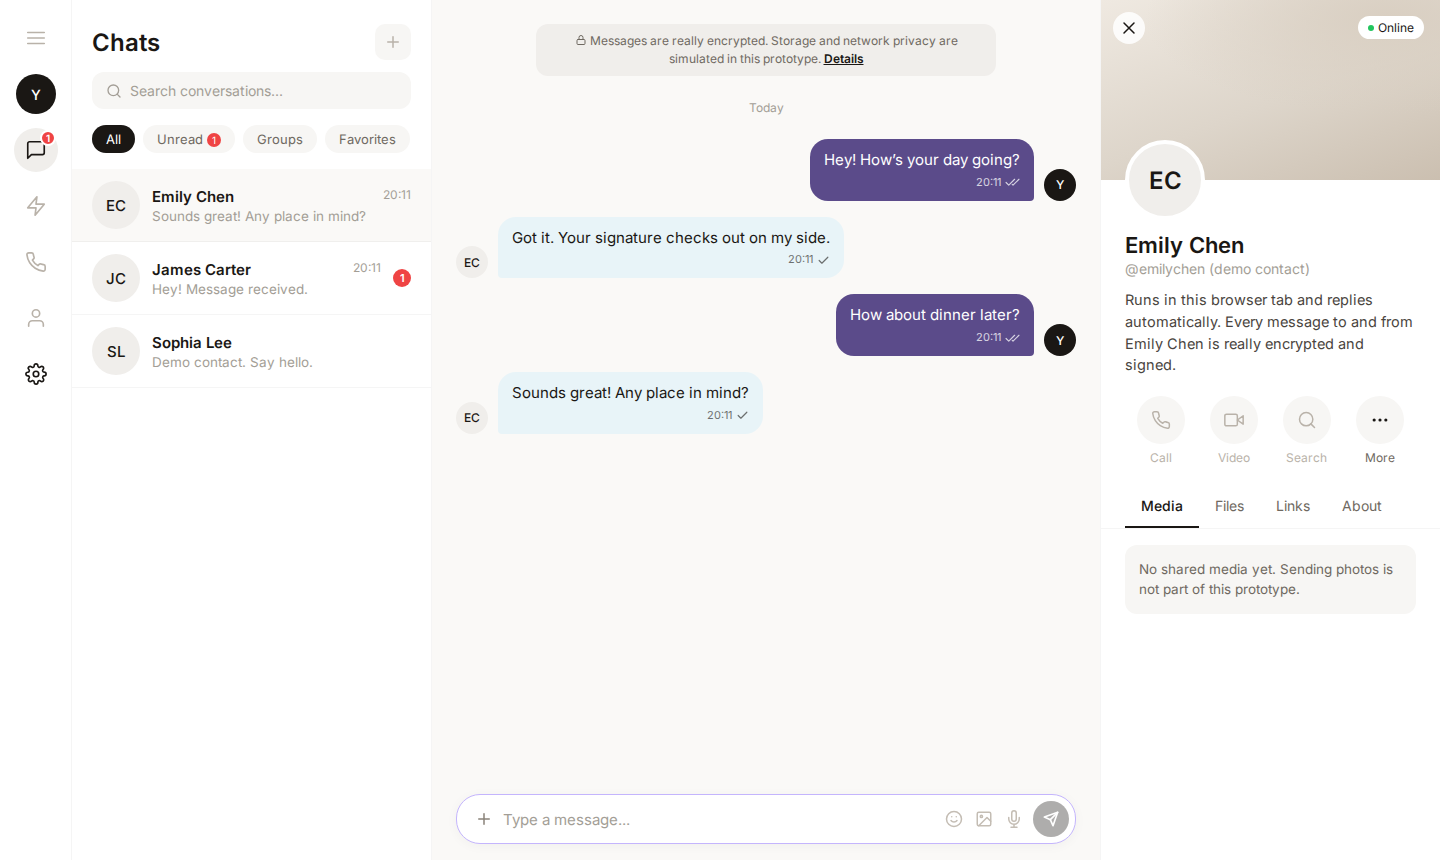 Y
1
Chats
Search conversations...
All
Unread 1
Groups
Favorites
EC
Emily Chen
20:11
Sounds great! Any place in mind?
JC
James Carter
20:11
Hey! Message received.
1
SL
Sophia Lee
Demo contact. Say hello.
Messages are really encrypted. Storage and network privacy are
simulated in this prototype. Details
Today
Hey! How’s your day going?
20:11
Y
Got it. Your signature checks out on my side.
20:11
EC
How about dinner later?
20:11
Y
Sounds great! Any place in mind?
20:11
EC
Type a message...
Online
EC
Emily Chen
@emilychen (demo contact)
Runs in this browser tab and replies
automatically. Every message to and from
Emily Chen is really encrypted and
signed.
Call
Video
Search
More
Media
Files
Links
About
No shared media yet. Sending photos is
not part of this prototype.